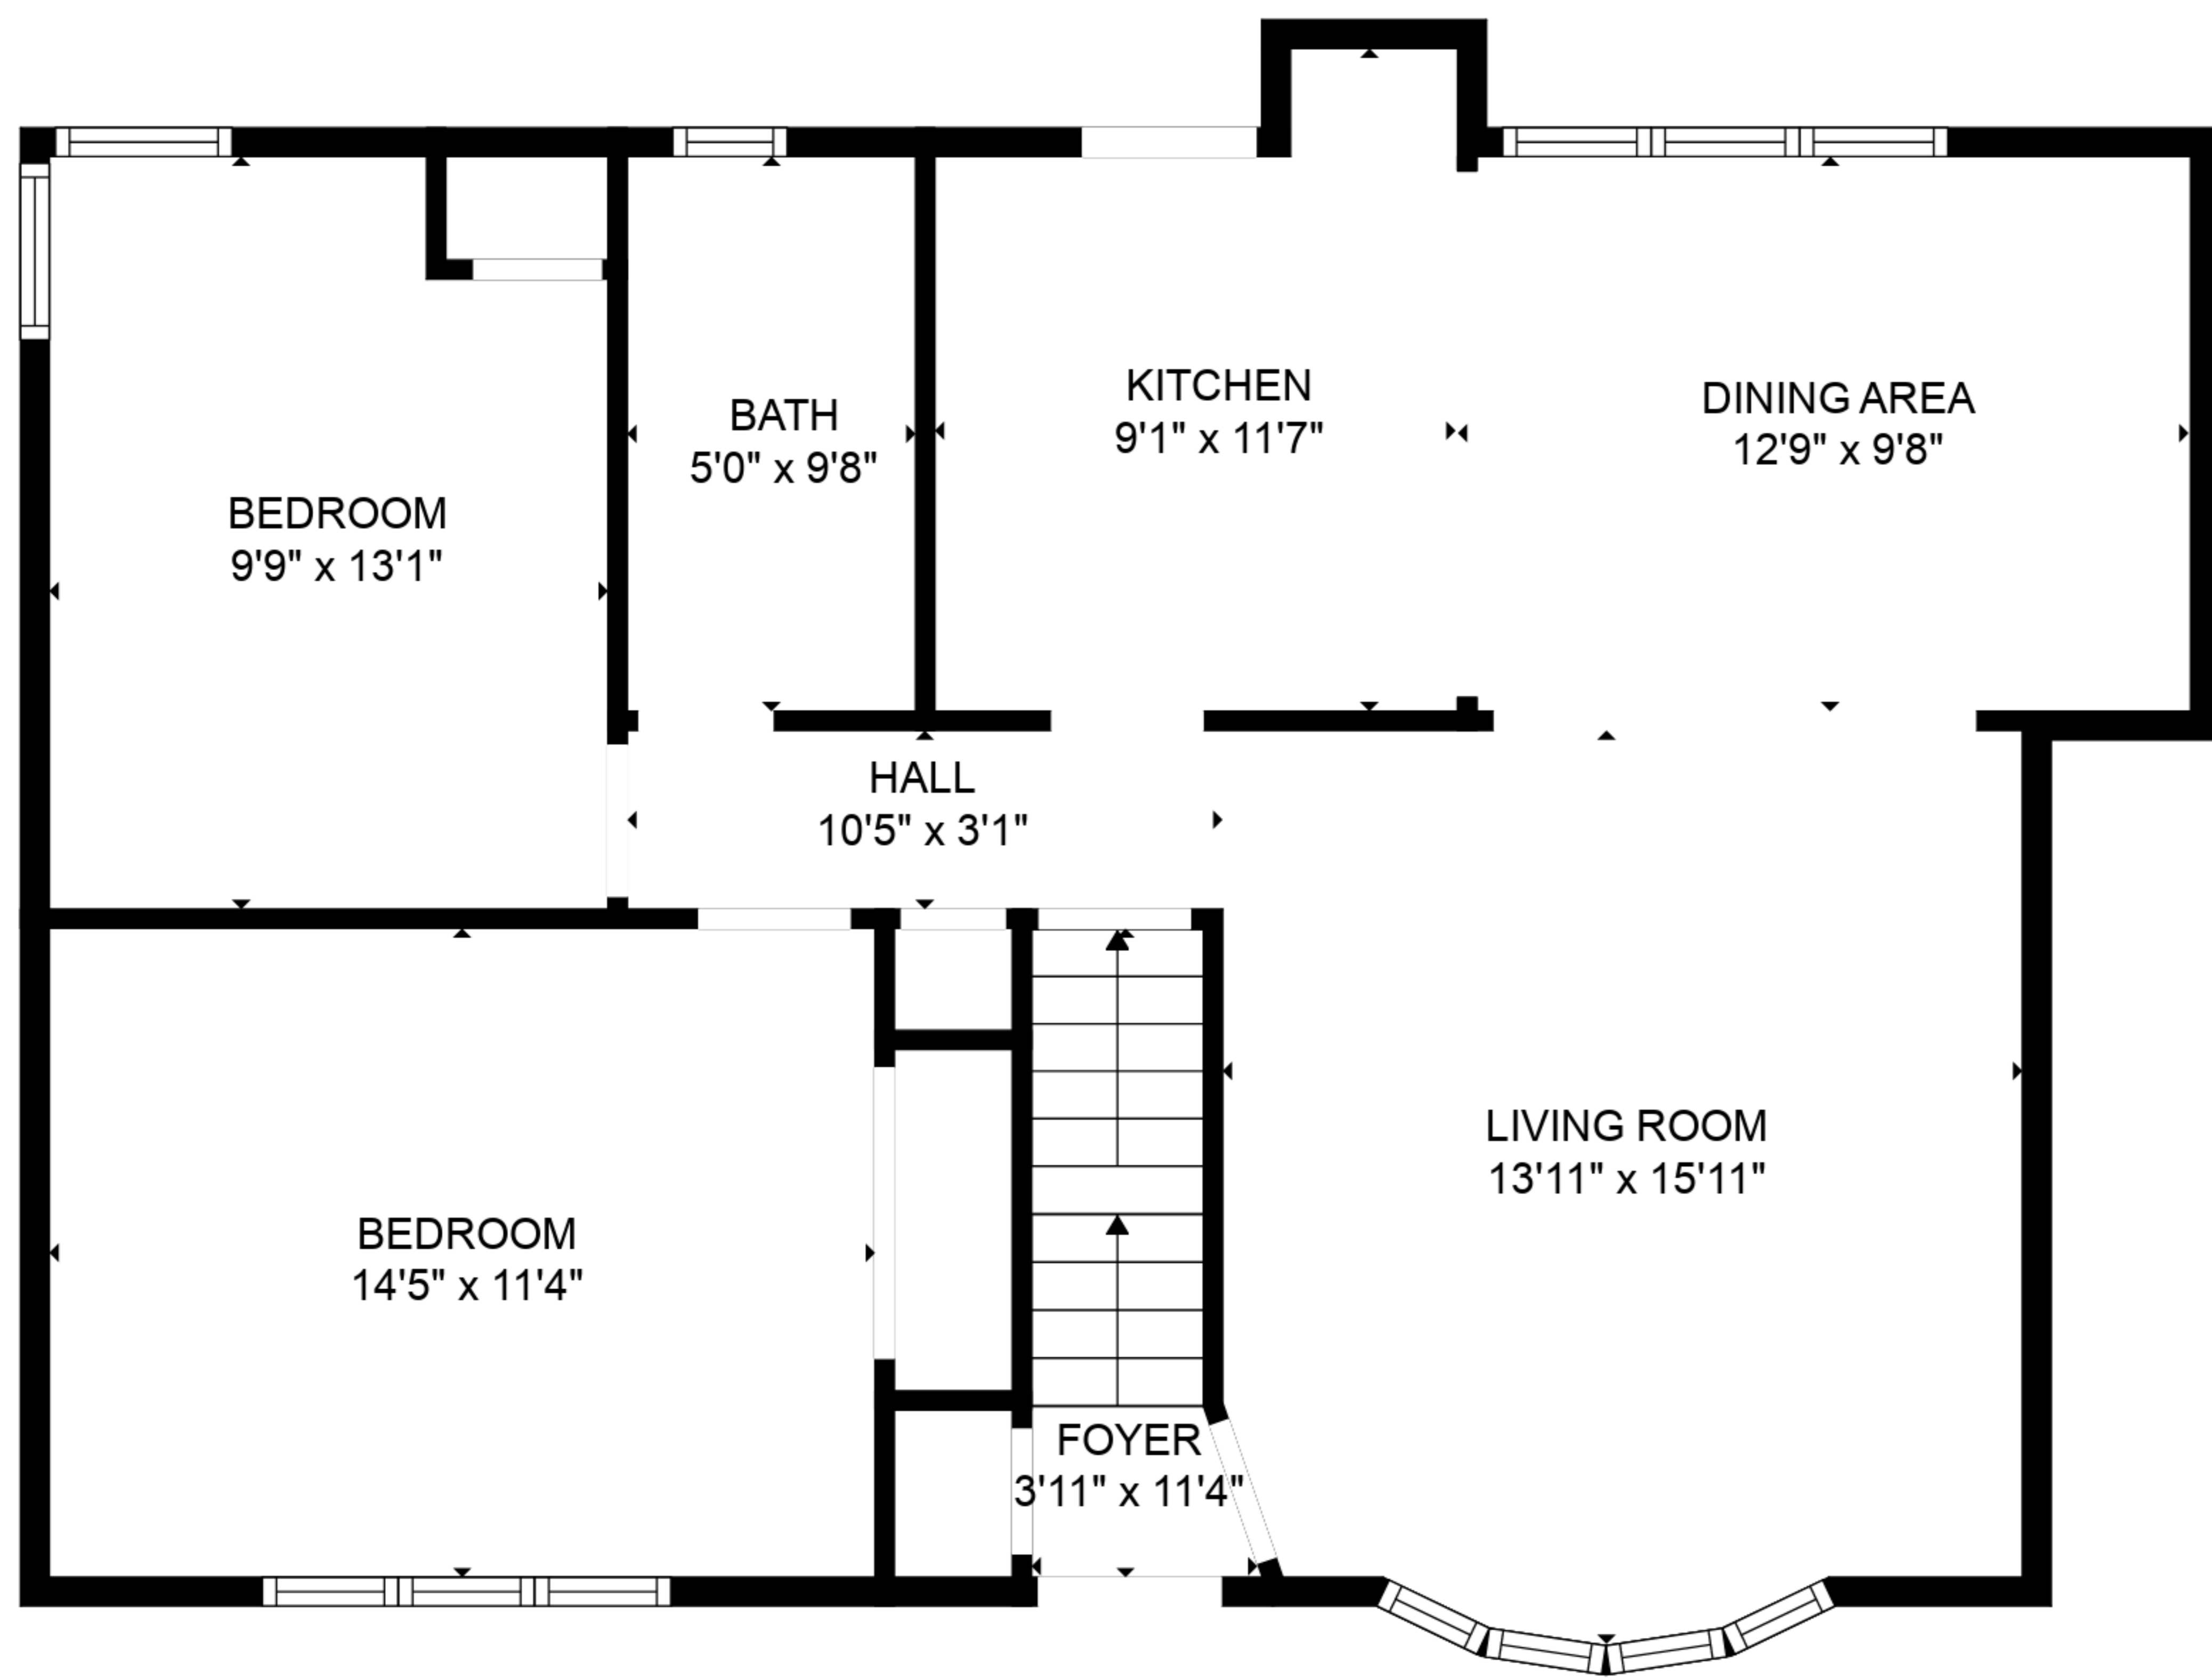 KITCHEN
9'1" x 11'7"
DINING AREA
12'9" x 9'8"
BATH
5'0" x 9'8"
BEDROOM
9'9" x 13'1"
HALL
10'5" x 3'1"
LIVING ROOM
13'11" x 15'11"
BEDROOM
14'5" x 11'4"
FOYER
3'11" x 11'4"